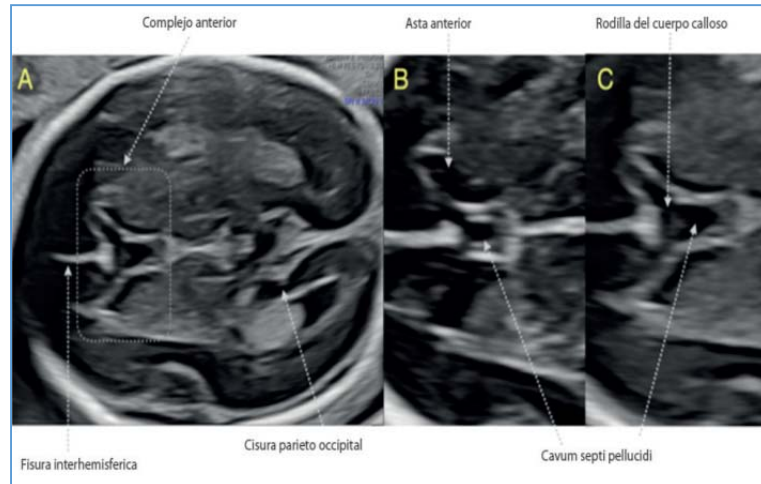 Complejo anterior
Asta anterior
Rodilla del cuerpo calloso
A
B
C
Fisura interhemisferica
Cisura parieto occipital
Cavum septi pellucidi